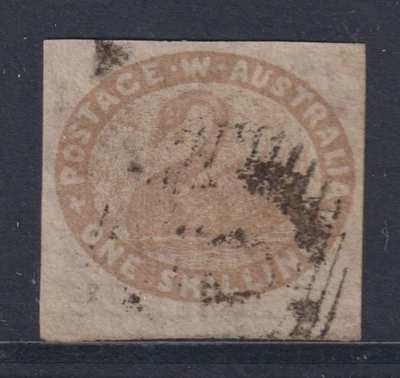 POSTAGE · W · AUSTRALIA
ONE SHILLING